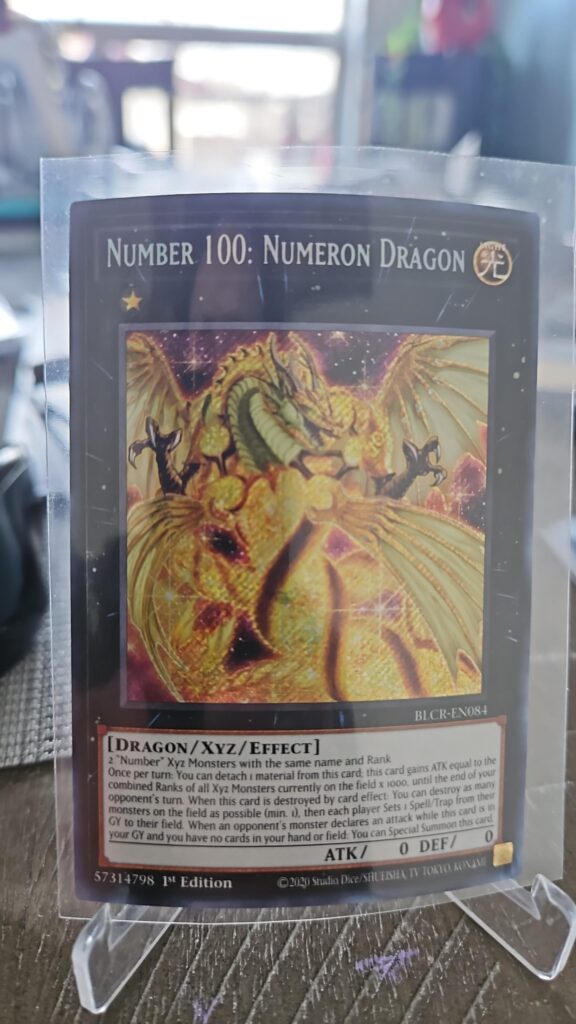 NUMBER 100: NUMERON DRAGON
LIGHT
光
BLCR-EN084
[DRAGON/XYZ/EFFECT]
2 "Number" Xyz Monsters with the same name and Rank
Once per turn: You can detach 1 material from this card; this card gains ATK equal to the
combined Ranks of all Xyz Monsters currently on the field x 1000, until the end of your
opponent's turn. When this card is destroyed by card effect: You can destroy as many
monsters on the field as possible (min. 1), then each player Sets 1 Spell/Trap from their
GY to their field. When an opponent's monster declares an attack while this card is in
your GY and you have no cards in your hand or field: You can Special Summon this card.
ATK/ 0 DEF/ 0
57314798 1st Edition ©2020 Studio Dice/SHUEISHA, TV TOKYO, KONAMI